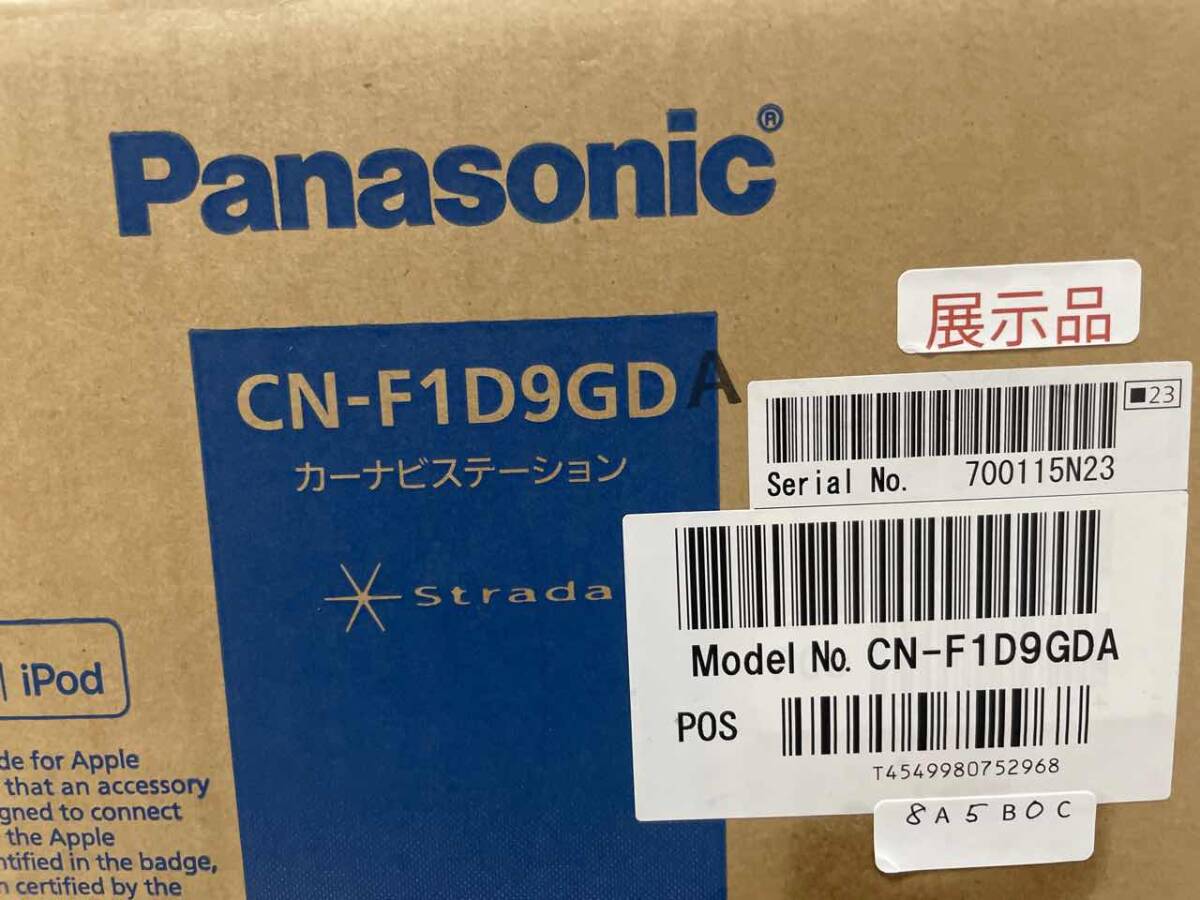 Panasonic®
展示品
CN-F1D9GDA
カーナビステーション
Strada
■23
Serial No. 700115N23
Model No. CN-F1D9GDA
POS
T4549980752968
8A5B0C
iPod
de for Apple
that an accessory
gned to connect
the Apple
ntified in the badge,
certified by the